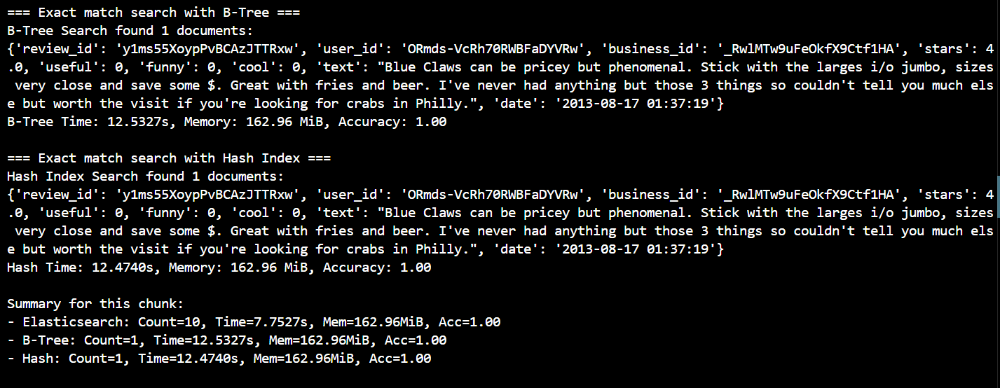 === Exact match search with B-Tree ===
B-Tree Search found 1 documents:
{'review_id': 'y1ms55XoypPvBCAzJTTRxw', 'user_id': 'ORmds-VcRh70RWBFaDYVRw', 'business_id': '_RwlMTw9uFeOkfX9Ctf1HA', 'stars': 4
.0, 'useful': 0, 'funny': 0, 'cool': 0, 'text': "Blue Claws can be pricey but phenomenal. Stick with the larges i/o jumbo, sizes
 very close and save some $. Great with fries and beer. I've never had anything but those 3 things so couldn't tell you much els
e but worth the visit if you're looking for crabs in Philly.", 'date': '2013-08-17 01:37:19'}
B-Tree Time: 12.5327s, Memory: 162.96 MiB, Accuracy: 1.00

=== Exact match search with Hash Index ===
Hash Index Search found 1 documents:
{'review_id': 'y1ms55XoypPvBCAzJTTRxw', 'user_id': 'ORmds-VcRh70RWBFaDYVRw', 'business_id': '_RwlMTw9uFeOkfX9Ctf1HA', 'stars': 4
.0, 'useful': 0, 'funny': 0, 'cool': 0, 'text': "Blue Claws can be pricey but phenomenal. Stick with the larges i/o jumbo, sizes
 very close and save some $. Great with fries and beer. I've never had anything but those 3 things so couldn't tell you much els
e but worth the visit if you're looking for crabs in Philly.", 'date': '2013-08-17 01:37:19'}
Hash Time: 12.4740s, Memory: 162.96 MiB, Accuracy: 1.00

Summary for this chunk:
- Elasticsearch: Count=10, Time=7.7527s, Mem=162.96MiB, Acc=1.00
- B-Tree: Count=1, Time=12.5327s, Mem=162.96MiB, Acc=1.00
- Hash: Count=1, Time=12.4740s, Mem=162.96MiB, Acc=1.00